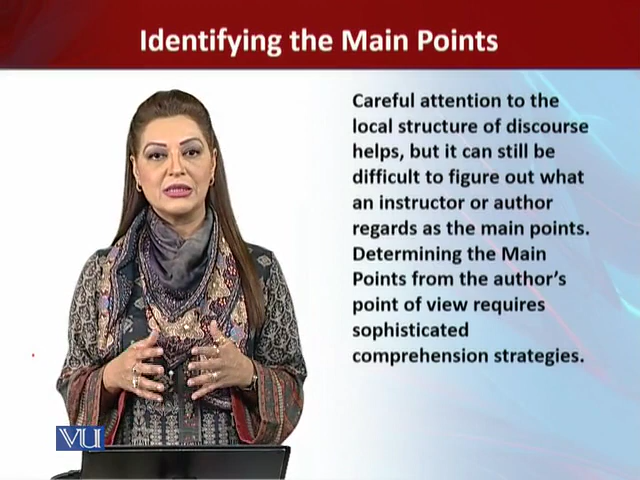 Identifying the Main Points
Careful attention to the
local structure of discourse
helps, but it can still be
difficult to figure out what
an instructor or author
regards as the main points.
Determining the Main
Points from the author's
point of view requires
sophisticated
comprehension strategies.
VU